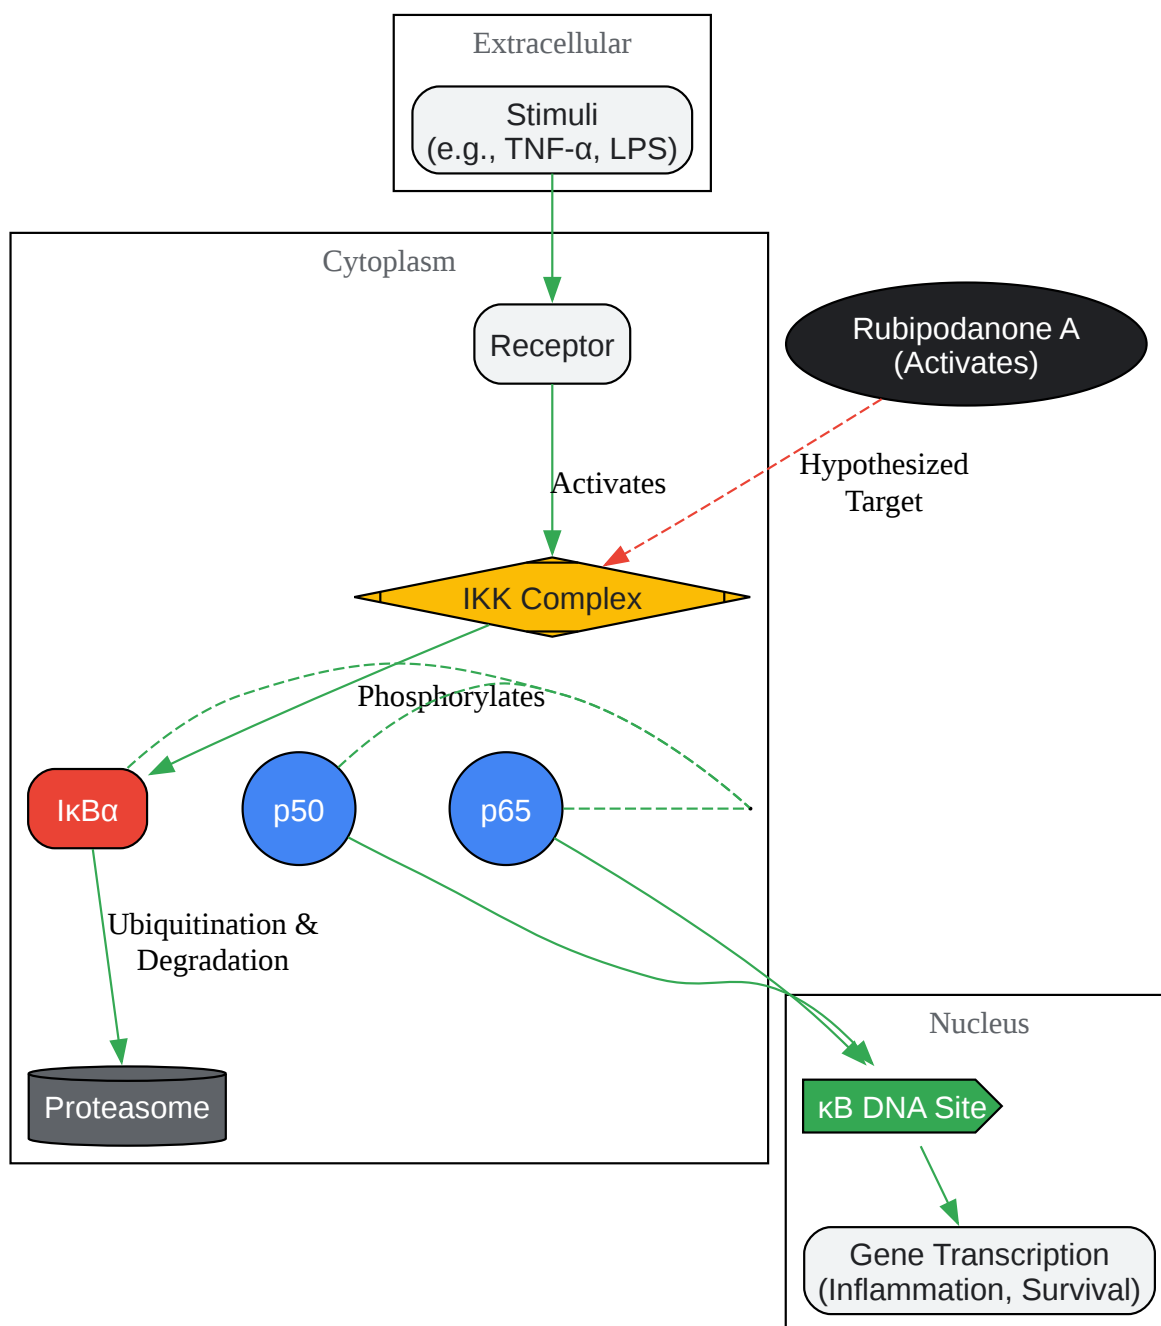 Extracellular
Stimuli
(e.g., TNF-α, LPS)
Cytoplasm
Receptor
Rubipodanone A
(Activates)
Hypothesized
Target
Activates
IKK Complex
Phosphorylates
IκBα
p50
p65
Ubiquitination &
Degradation
Nucleus
Proteasome
κB DNA Site
Gene Transcription
(Inflammation, Survival)